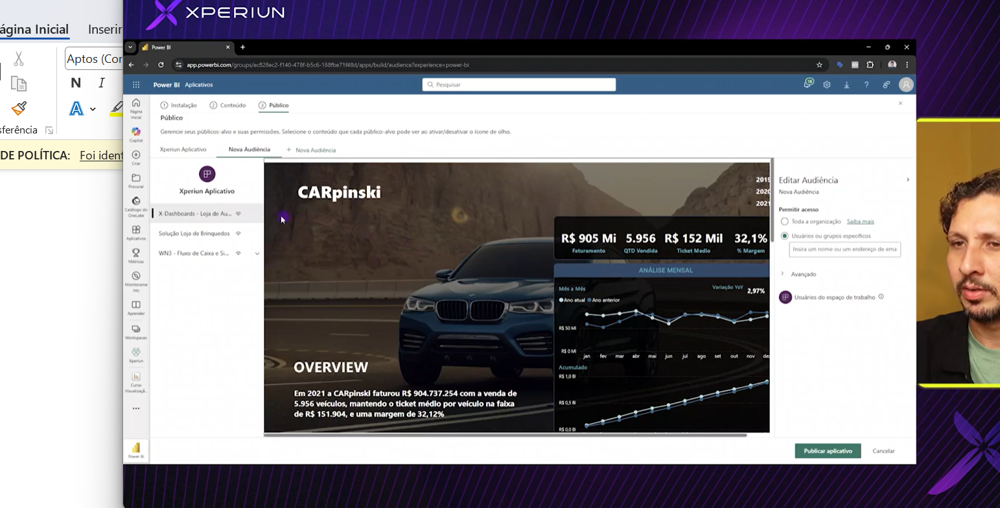 ágina Inicial
Inserir
Aptos (Cor
N
I
A
sferência
DE POLÍTICA:
Foi ident
XPERIUN
Power BI
app.powerbi.com/groups/ec828ec2-f140-478f-b5c6-188fbe71f48d/apps/build/audience?experience=power-bi
Power BI Aplicativos
Pesquisar
16
Página
Inicial
Copilot
Criar
Procurar
Catálogo do
OneLake
Aplicativos
Métricas
Monitorame
nto
Aprender
Workspaces
Xperiun
Curso
Visualizaçã...
Power BI
1 Instalação
2 Conteúdo
3 Público
Público
Gerencie seus públicos-alvo e suas permissões. Selecione o conteúdo que cada público-alvo pode ver ao ativar/desativar o ícone de olho.
Xperiun Aplicativo
Nova Audiência
+ Nova Audiência
Xperiun Aplicativo
X-Dashboards - Loja de Au...
Solução Loja de Brinquedos
WN3 - Fluxo de Caixa e Si...
CARpinski
2019
2020
2021
R$ 905 Mi 5.956 R$ 152 Mil 32,1%
Faturamento QTD Vendida Ticket Medio % Margem
ANÁLISE MENSAL
Mês a Mês
Variação YoY 2,97%
Ano atual Ano anterior
R$ 50 Mi
R$ 0 Mi
jan fev mar abr mai jun jul ago set out nov dez
Acumulado
R$ 1,0 Bi
R$ 0,5 Bi
R$ 0,0 Bi
OVERVIEW
Em 2021 a CARpinski faturou R$ 904.737.254 com a venda de
5.956 veículos, mantendo o ticket médio por veículo na faixa
de R$ 151.904, e uma margem de 32,12%
Editar Audiência
Nova Audiência
Permitir acesso
Toda a organização Saiba mais
Usuários ou grupos específicos
Insira um nome ou um endereço de ema
Avançado
Usuários do espaço de trabalho
Publicar aplicativo
Cancelar